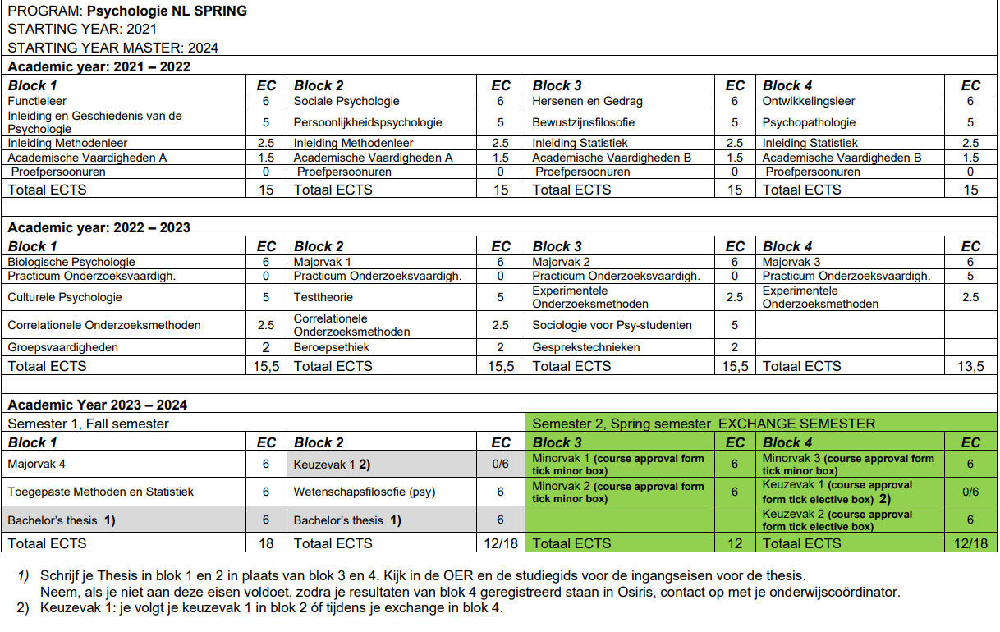 PROGRAM: Psychologie NL SPRING
STARTING YEAR: 2021
STARTING YEAR MASTER: 2024
Academic year: 2021 – 2022
Block 1 EC Block 2 EC Block 3 EC Block 4 EC
Functieleer 6 Sociale Psychologie 6 Hersenen en Gedrag 6 Ontwikkelingsleer 6
Inleiding en Geschiedenis van de
Psychologie 5 Persoonlijkheidspsychologie 5 Bewustzijnsfilosofie 5 Psychopathologie 5
Inleiding Methodenleer 2.5 Inleiding Methodenleer 2.5 Inleiding Statistiek 2.5 Inleiding Statistiek 2.5
Academische Vaardigheden A 1.5 Academische Vaardigheden A 1.5 Academische Vaardigheden B 1.5 Academische Vaardigheden B 1.5
Proefpersoonuren 0 Proefpersoonuren 0 Proefpersoonuren 0 Proefpersoonuren 0
Totaal ECTS 15 Totaal ECTS 15 Totaal ECTS 15 Totaal ECTS 15
Academic year: 2022 – 2023
Block 1 EC Block 2 EC Block 3 EC Block 4 EC
Biologische Psychologie 6 Majorvak 1 6 Majorvak 2 6 Majorvak 3 6
Practicum Onderzoeksvaardigh. 0 Practicum Onderzoeksvaardigh. 0 Practicum Onderzoeksvaardigh. 0 Practicum Onderzoeksvaardigh. 5
Culturele Psychologie 5 Testtheorie 5 Experimentele
Onderzoeksmethoden 2.5 Experimentele
Onderzoeksmethoden 2.5
Correlationele Onderzoeksmethoden 2.5 Correlationele
Onderzoeksmethoden 2.5 Sociologie voor Psy-studenten 5
Groepsvaardigheden 2 Beroepsethiek 2 Gesprekstechnieken 2
Totaal ECTS 15,5 Totaal ECTS 15,5 Totaal ECTS 15,5 Totaal ECTS 13,5
Academic Year 2023 – 2024
Semester 1, Fall semester Semester 2, Spring semester EXCHANGE SEMESTER
Block 1 EC Block 2 EC Block 3 EC Block 4 EC
Majorvak 4 6 Keuzevak 1 2) 0/6 Minorvak 1 (course approval form
tick minor box) 6 Minorvak 3 (course approval form
tick minor box) 6
Toegepaste Methoden en Statistiek 6 Wetenschapsfilosofie (psy) 6 Minorvak 2 (course approval form
tick minor box) 6 Keuzevak 1 (course approval
form tick elective box) 2) 0/6
Bachelor's thesis 1) 6 Bachelor's thesis 1) 6 Keuzevak 2 (course approval
form tick elective box) 6
Totaal ECTS 18 Totaal ECTS 12/18 Totaal ECTS 12 Totaal ECTS 12/18
1) Schrijf je Thesis in blok 1 en 2 in plaats van blok 3 en 4. Kijk in de OER en de studiegids voor de ingangseisen voor de thesis.
Neem, als je niet aan deze eisen voldoet, zodra je resultaten van blok 4 geregistreerd staan in Osiris, contact op met je onderwijscoördinator.
2) Keuzevak 1: je volgt je keuzevak 1 in blok 2 óf tijdens je exchange in blok 4.